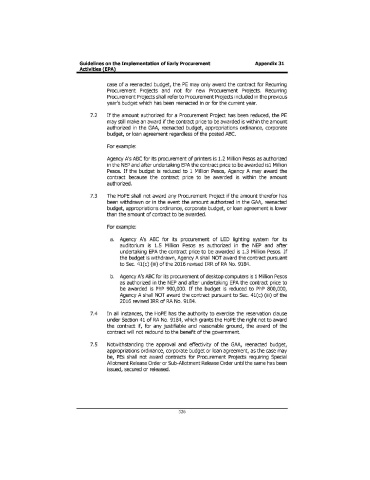 Guidelines on the Implementation of Early Procurement Appendix 31
Activities (EPA)
case of a reenacted budget, the PE may only award the contract for Recurring
Procurement Projects and not for new Procurement Projects. Recurring
Procurement Projects shall refer to Procurement Projects included in the previous
year's budget which has been reenacted in or for the current year.
7.2 If the amount authorized for a Procurement Project has been reduced, the PE
may still make an award if the contract price to be awarded is within the amount
authorized in the GAA, reenacted budget, appropriations ordinance, corporate
budget, or loan agreement regardless of the posted ABC.
For example:
Agency A's ABC for its procurement of printers is 1.2 Million Pesos as authorized
in the NEP and after undertaking EPA the contract price to be awarded is1 Million
Pesos. If the budget is reduced to 1 Million Pesos, Agency A may award the
contract because the contract price to be awarded is within the amount
authorized.
7.3 The HoPE shall not award any Procurement Project if the amount therefor has
been withdrawn or in the event the amount authorized in the GAA, reenacted
budget, appropriations ordinance, corporate budget, or loan agreement is lower
than the amount of contract to be awarded.
For example:
a. Agency A's ABC for its procurement of LED lighting system for its
auditorium is 1.5 Million Pesos as authorized in the NEP and after
undertaking EPA the contract price to be awarded is 1.3 Million Pesos. If
the budget is withdrawn, Agency A shall NOT award the contract pursuant
to Sec. 41(c) (iii) of the 2016 revised IRR of RA No. 9184.
b. Agency A's ABC for its procurement of desktop computers is 1 Million Pesos
as authorized in the NEP and after undertaking EPA the contract price to
be awarded is PhP 900,000. If the budget is reduced to PhP 800,000,
Agency A shall NOT award the contract pursuant to Sec. 41(c) (iii) of the
2016 revised IRR of RA No. 9184.
7.4 In all instances, the HoPE has the authority to exercise the reservation clause
under Section 41 of RA No. 9184, which grants the HoPE the right not to award
the contract if, for any justifiable and reasonable ground, the award of the
contract will not redound to the benefit of the government.
7.5 Notwithstanding the approval and effectivity of the GAA, reenacted budget,
appropriations ordinance, corporate budget or loan agreement, as the case may
be, PEs shall not award contracts for Procurement Projects requiring Special
Allotment Release Order or Sub-Allotment Release Order until the same has been
issued, secured or released.